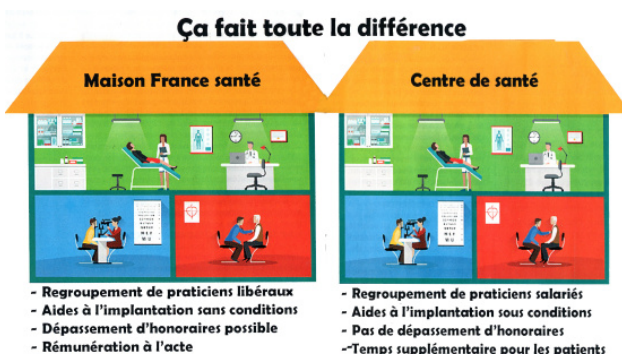 Ça fait toute la différence
Maison France santé
Centre de santé
- Regroupement de praticiens libéraux
- Aides à l'implantation sans conditions
- Dépassement d'honoraires possible
- Rémunération à l'acte
- Regroupement de praticiens salariés
- Aides à l'implantation sous conditions
- Pas de dépassement d'honoraires
--Temps supplémentaire pour les patients